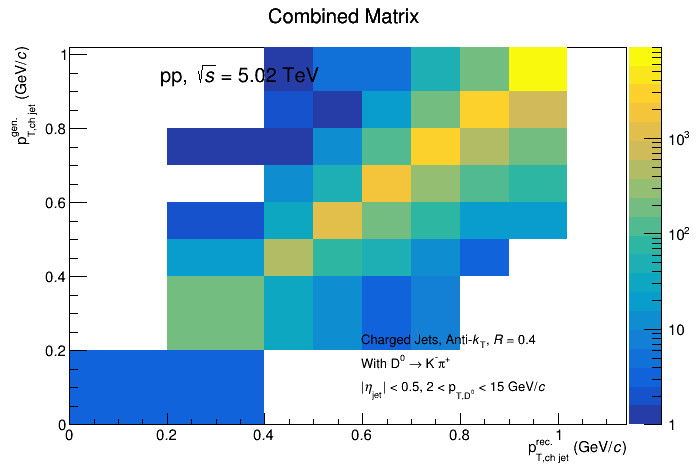 Combined Matrix
p^gen._T,ch jet (GeV/c)
pp, √s = 5.02 TeV
1
0.8
0.6
0.4
0.2
0
0 0.2 0.4 0.6 0.8 1
p^rec._T,ch jet (GeV/c)
Charged Jets, Anti-k_T, R = 0.4
With D^0 → K^-π^+
|η_jet| < 0.5, 2 < p_T,D^0 < 15 GeV/c
10^3
10^2
10
1